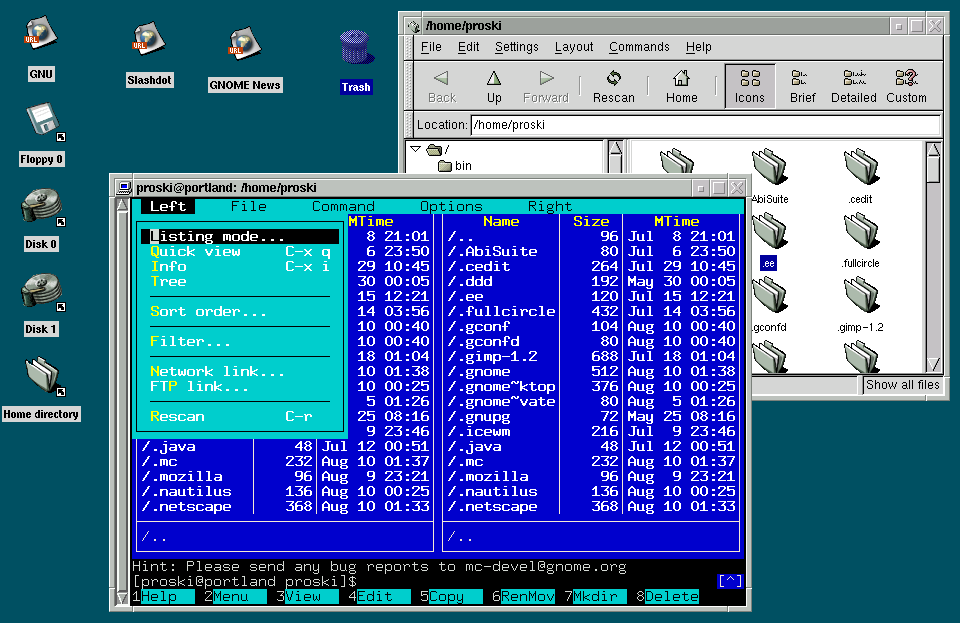 URL
GNU
URL
Slashdot
URL
GNOME News
Trash
Floppy 0
Disk 0
Disk 1
Home directory
/home/proski
File Edit Settings Layout Commands Help
Back Up Forward Rescan Home Icons Brief Detailed Custom
Location: /home/proski
/
bin
AbiSuite .cedit
.ee .fullcircle
.gconfd .gimp-1.2
Show all files
proski@portland: /home/proski
Left File Command Options Right
Listing mode...
Quick view C-x q
Info C-x i
Tree
Sort order...
Filter...
Network link...
FTP link...
Rescan C-r
MTime
8 21:01
6 23:50
29 10:45
30 00:05
15 12:21
14 03:56
10 00:40
10 00:40
18 01:04
10 01:38
10 00:25
5 01:26
25 08:16
9 23:46
/.java 48 Jul 12 00:51
/.mc 232 Aug 10 01:37
/.mozilla 96 Aug 9 23:21
/.nautilus 136 Aug 10 00:25
/.netscape 368 Aug 10 01:33
/..
Name Size MTime
/.. 96 Jul 8 21:01
/.AbiSuite 80 Jul 6 23:50
/.cedit 264 Jul 29 10:45
/.ddd 192 May 30 00:05
/.ee 120 Jul 15 12:21
/.fullcircle 432 Jul 14 03:56
/.gconf 104 Aug 10 00:40
/.gconfd 80 Aug 10 00:40
/.gimp-1.2 688 Jul 18 01:04
/.gnome 512 Aug 10 01:38
/.gnome~ktop 376 Aug 10 00:25
/.gnome~vate 80 Aug 5 01:26
/.gnupg 72 May 25 08:16
/.icewm 216 Jul 9 23:46
/.java 48 Jul 12 00:51
/.mc 232 Aug 10 01:37
/.mozilla 96 Aug 9 23:21
/.nautilus 136 Aug 10 00:25
/.netscape 368 Aug 10 01:33
/..
Hint: Please send any bug reports to mc-devel@gnome.org
[proski@portland proski]$ [^]
1Help 2Menu 3View 4Edit 5Copy 6RenMov 7Mkdir 8Delete